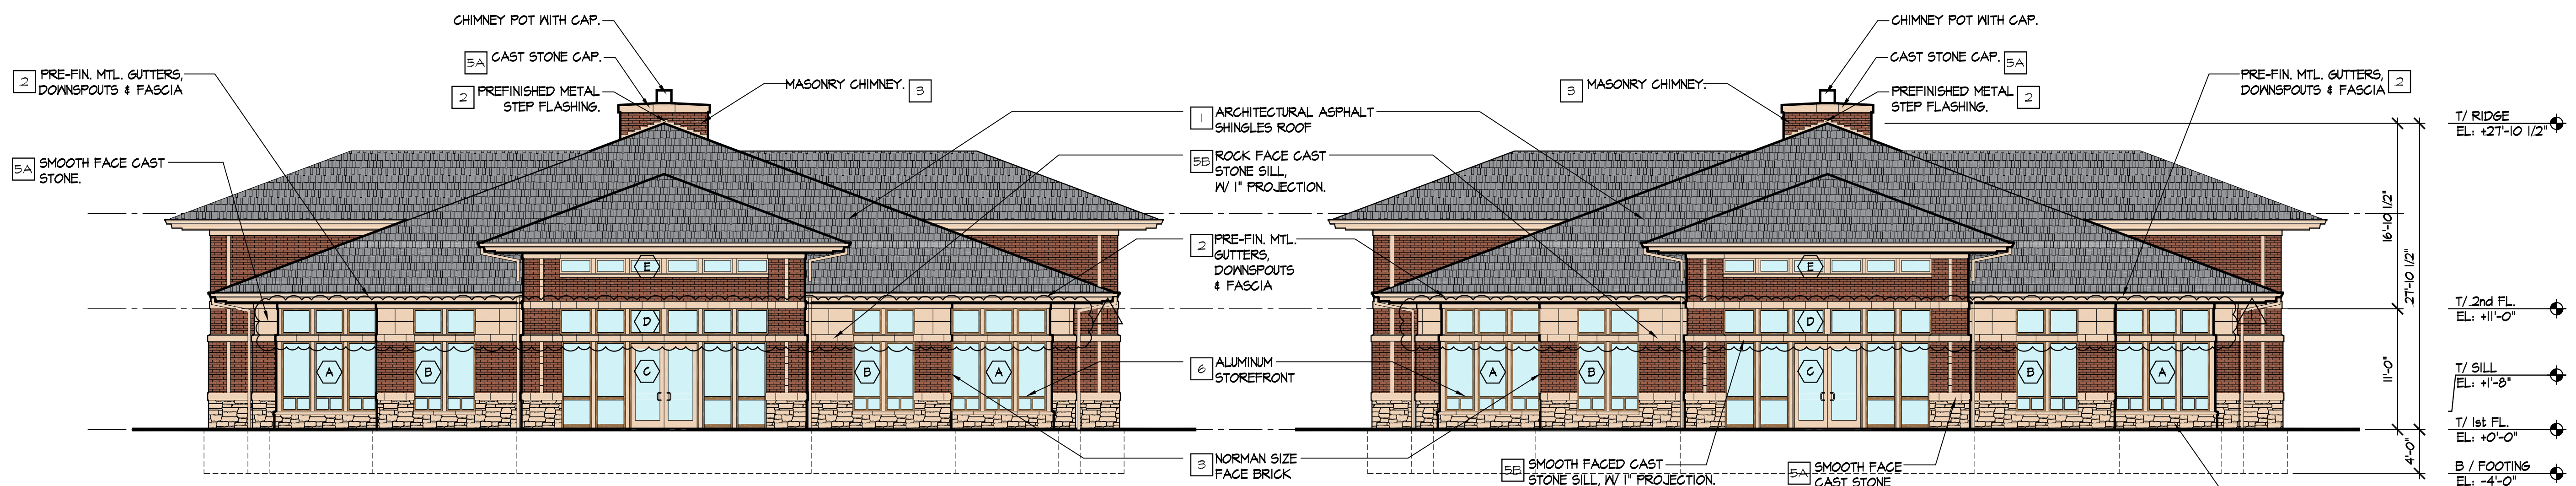 CHIMNEY POT WITH CAP.
5A CAST STONE CAP.
2 PRE-FIN. MTL. GUTTERS,
DOWNSPOUTS & FASCIA
2 PREFINISHED METAL
STEP FLASHING.
MASONRY CHIMNEY. 3
5A SMOOTH FACE CAST
STONE.
E
D
A
B
C
B
A
1 ARCHITECTURAL ASPHALT
SHINGLES ROOF
5B ROCK FACE CAST
STONE SILL,
W/ 1" PROJECTION.
2 PRE-FIN. MTL.
GUTTERS,
DOWNSPOUTS
& FASCIA
6 ALUMINUM
STOREFRONT
3 NORMAN SIZE
FACE BRICK
CHIMNEY POT WITH CAP.
CAST STONE CAP. 5A
3 MASONRY CHIMNEY.
PREFINISHED METAL
STEP FLASHING. 2
PRE-FIN. MTL. GUTTERS,
DOWNSPOUTS & FASCIA 2
E
D
A
B
C
B
A
5B SMOOTH FACED CAST
STONE SILL, W/ 1" PROJECTION.
5A SMOOTH FACE
CAST STONE
16'-10 1/2"
27'-10 1/2"
11'-0"
4'-0"
T/ RIDGE
EL: +27'-10 1/2"
T/ 2nd FL.
EL: +11'-0"
T/ SILL
EL: +1'-8"
T/ 1st FL.
EL: +0'-0"
B / FOOTING
EL: -4'-0"